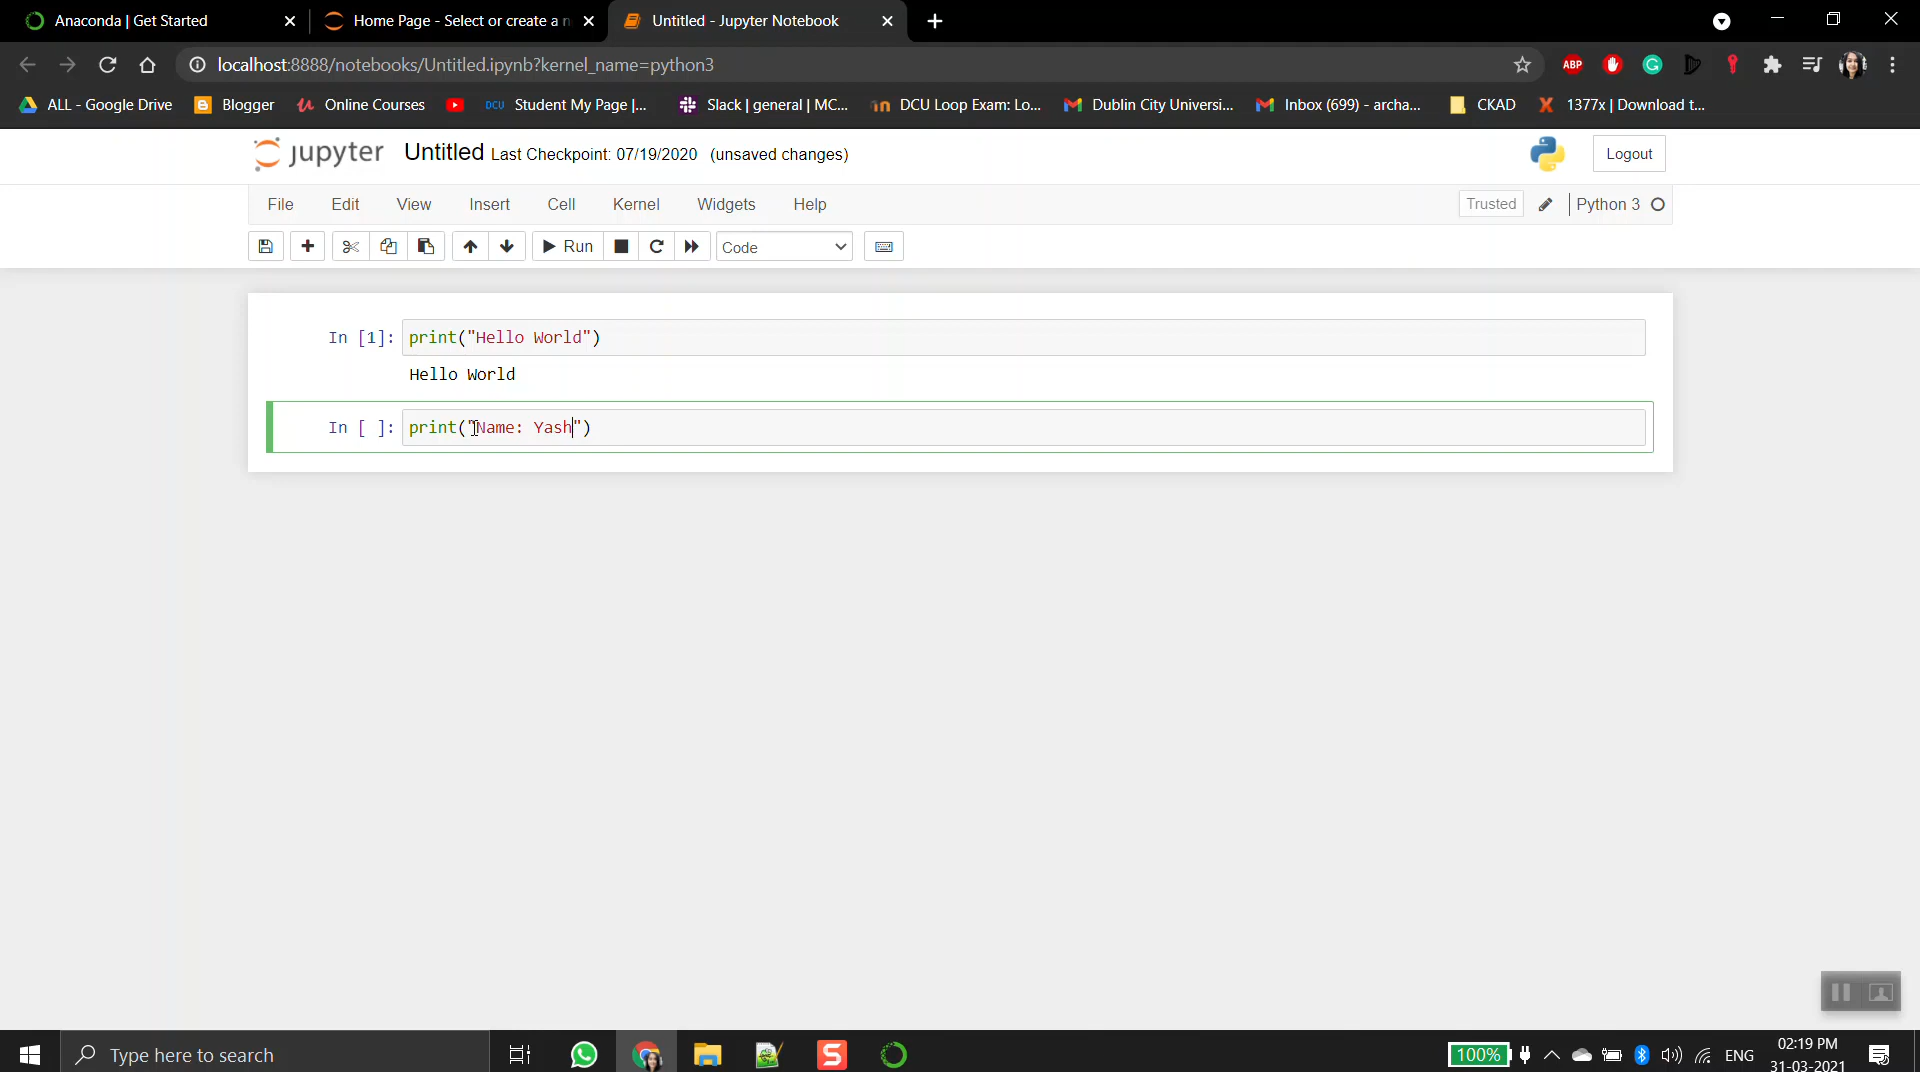 Anaconda | Get Started
Home Page - Select or create a n
Untitled - Jupyter Notebook
localhost:8888/notebooks/Untitled.ipynb?kernel_name=python3
ABP
ALL - Google Drive
Blogger
Online Courses
DCU Student My Page |...
Slack | general | MC...
DCU Loop Exam: Lo...
Dublin City Universi...
Inbox (699) - archa...
CKAD
1377x | Download t...
jupyter Untitled Last Checkpoint: 07/19/2020 (unsaved changes)
Logout
File Edit View Insert Cell Kernel Widgets Help
Trusted
Python 3
Run
Code
In [1]: print("Hello World")
Hello World
In [ ]: print("Name: Yash")
Type here to search
100%
ENG
02:19 PM
31-03-2021